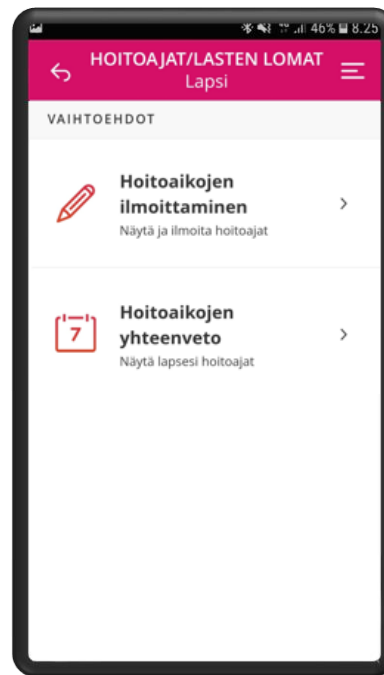 46% 8.25
HOITOAJAT/LASTEN LOMAT
Lapsi
VAIHTOEHDOT
Hoitoaikojen
ilmoittaminen
Näytä ja ilmoita hoitoajat
7
Hoitoaikojen
yhteenveto
Näytä lapsesi hoitoajat